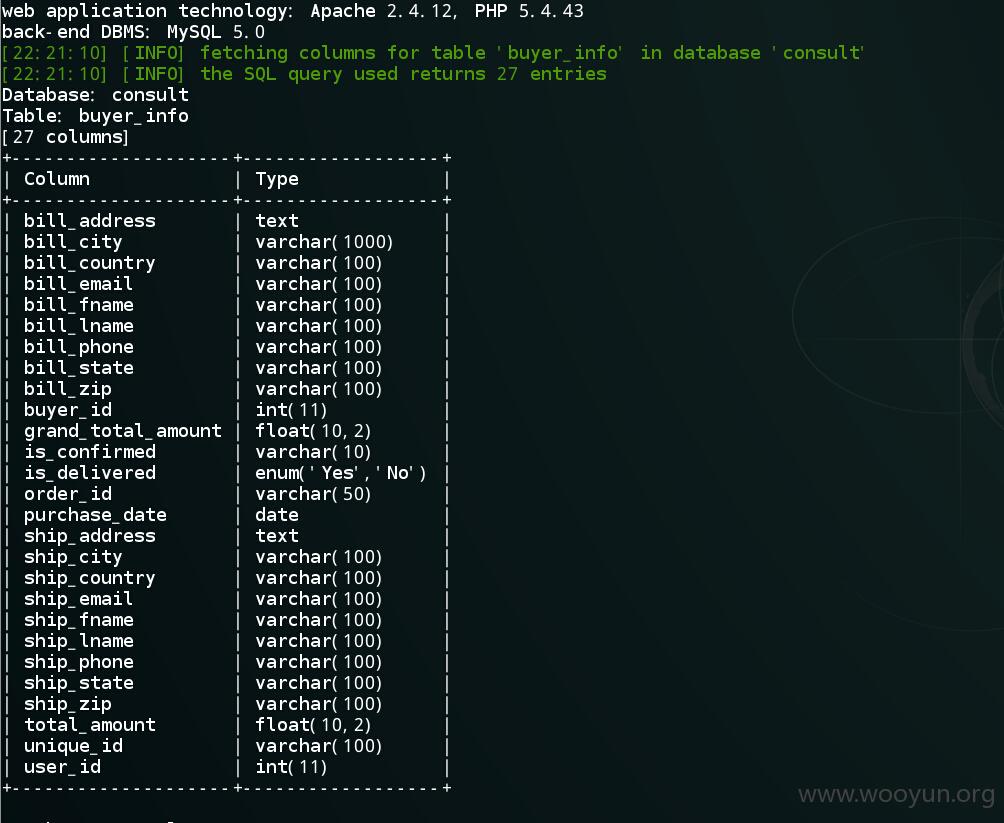 web application technology: Apache 2.4.12, PHP 5.4.43
back-end DBMS: MySQL 5.0
[22:21:10] [INFO] fetching columns for table 'buyer_info' in database 'consult'
[22:21:10] [INFO] the SQL query used returns 27 entries
Database: consult
Table: buyer_info
[27 columns]
+--------------------+------------------+
| Column | Type |
+--------------------+------------------+
| bill_address | text |
| bill_city | varchar(1000) |
| bill_country | varchar(100) |
| bill_email | varchar(100) |
| bill_fname | varchar(100) |
| bill_lname | varchar(100) |
| bill_phone | varchar(100) |
| bill_state | varchar(100) |
| bill_zip | varchar(100) |
| buyer_id | int(11) |
| grand_total_amount | float(10,2) |
| is_confirmed | varchar(10) |
| is_delivered | enum('Yes','No') |
| order_id | varchar(50) |
| purchase_date | date |
| ship_address | text |
| ship_city | varchar(100) |
| ship_country | varchar(100) |
| ship_email | varchar(100) |
| ship_fname | varchar(100) |
| ship_lname | varchar(100) |
| ship_phone | varchar(100) |
| ship_state | varchar(100) |
| ship_zip | varchar(100) |
| total_amount | float(10,2) |
| unique_id | varchar(100) |
| user_id | int(11) |
+--------------------+------------------+
www.wooyun.org